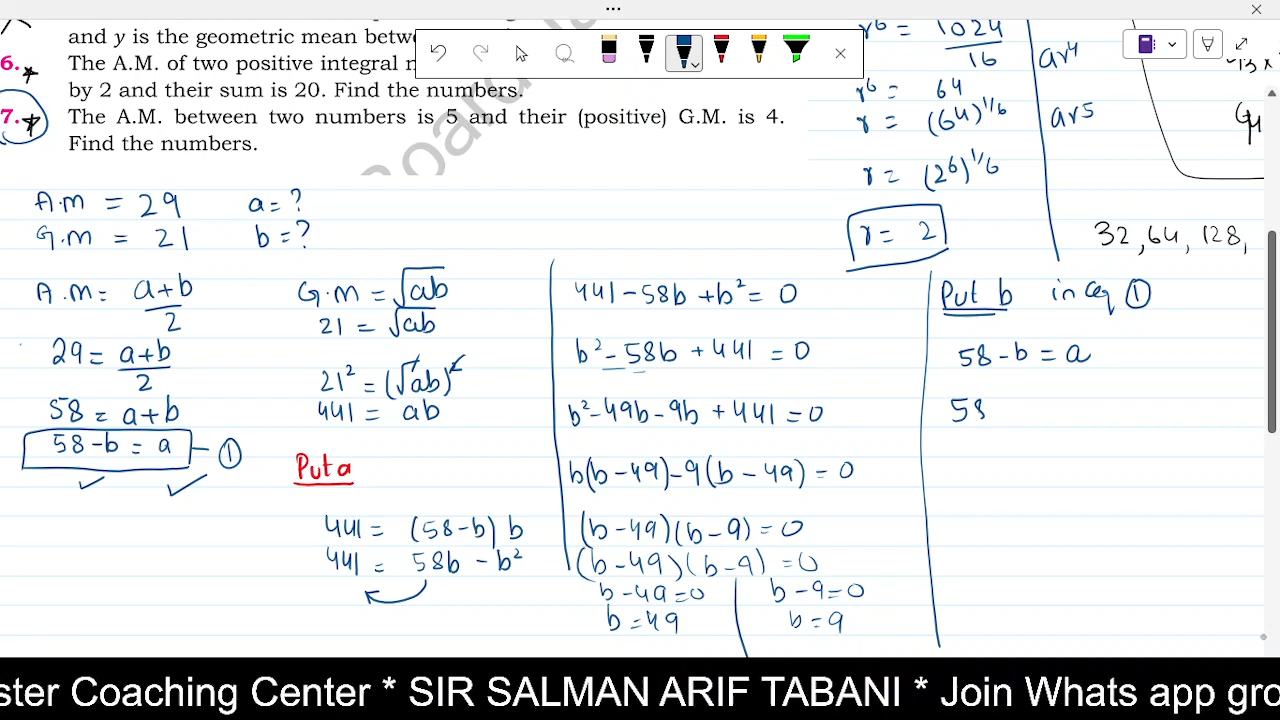 and y is the geometric mean betw
6. The A.M. of two positive integral n
by 2 and their sum is 20. Find the numbers.
7. The A.M. between two numbers is 5 and their (positive) G.M. is 4.
Find the numbers.
Board
r⁶ = 1024/16
r⁶ = 64
r = (64)^1/6
r = (2⁶)^1/6
r = 2
ar⁴
ar⁵
32, 64, 128,
A.m = 29
G.m = 21
a = ?
b = ?
A.m = a+b/2
29 = a+b/2
58 = a+b
58-b = a — ①
G.m = √ab
21 = √ab
21² = (√ab)²
441 = ab
Put a
441 = (58-b) b
441 = 58b - b²
441 - 58b + b² = 0
b² - 58b + 441 = 0
b² - 49b - 9b + 441 = 0
b(b - 49) - 9(b - 49) = 0
(b - 49)(b - 9) = 0
(b - 49)(b - 9) = 0
b - 49 = 0
b = 49
b - 9 = 0
b = 9
Put b in eq ①
58 - b = a
58
ster Coaching Center * SIR SALMAN ARIF TABANI * Join Whats app gro